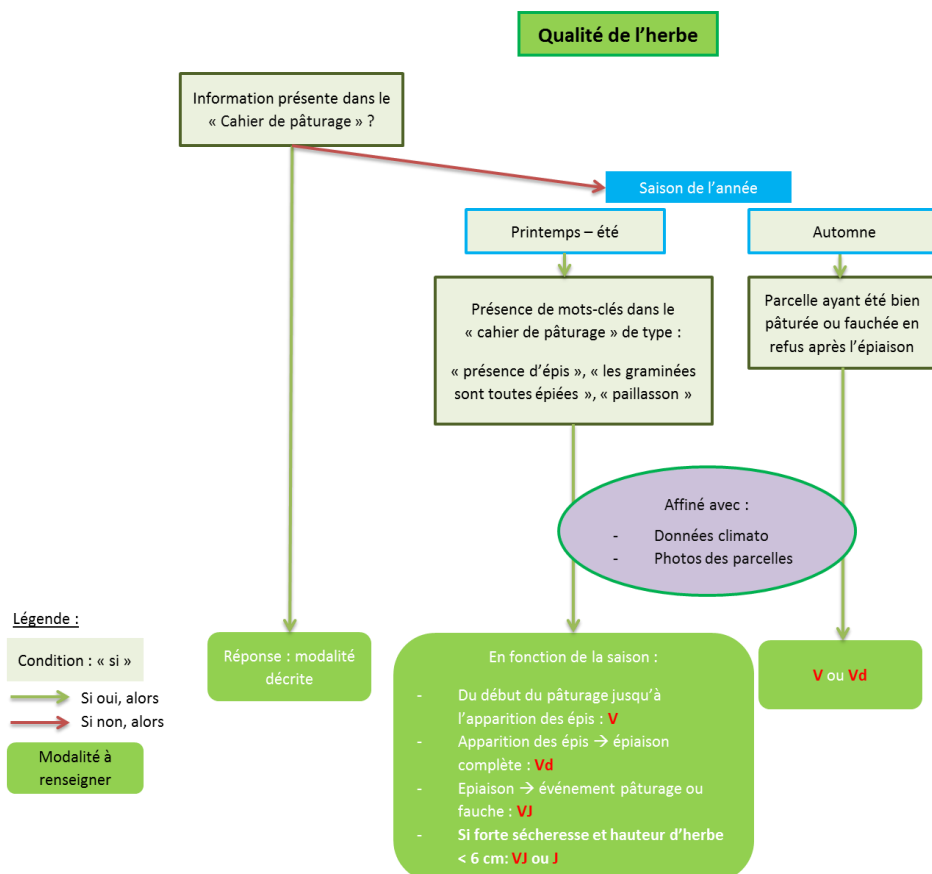 Qualité de l'herbe
Information présente dans le
« Cahier de pâturage » ?
Saison de l'année
Printemps – été
Automne
Présence de mots-clés dans le
« cahier de pâturage » de type :
« présence d'épis », « les graminées
sont toutes épiées », « paillasson »
Parcelle ayant été bien
pâturée ou fauchée en
refus après l'épiaison
Affiné avec :
- Données climato
- Photos des parcelles
Légende :
Condition : « si »
Si oui, alors
Si non, alors
Modalité à
renseigner
Réponse : modalité
décrite
En fonction de la saison :
- Du début du pâturage jusqu'à
l'apparition des épis : V
- Apparition des épis → épiaison
complète : Vd
- Epiaison → événement pâturage ou
fauche : VJ
- Si forte sécheresse et hauteur d'herbe
< 6 cm: VJ ou J
V ou Vd